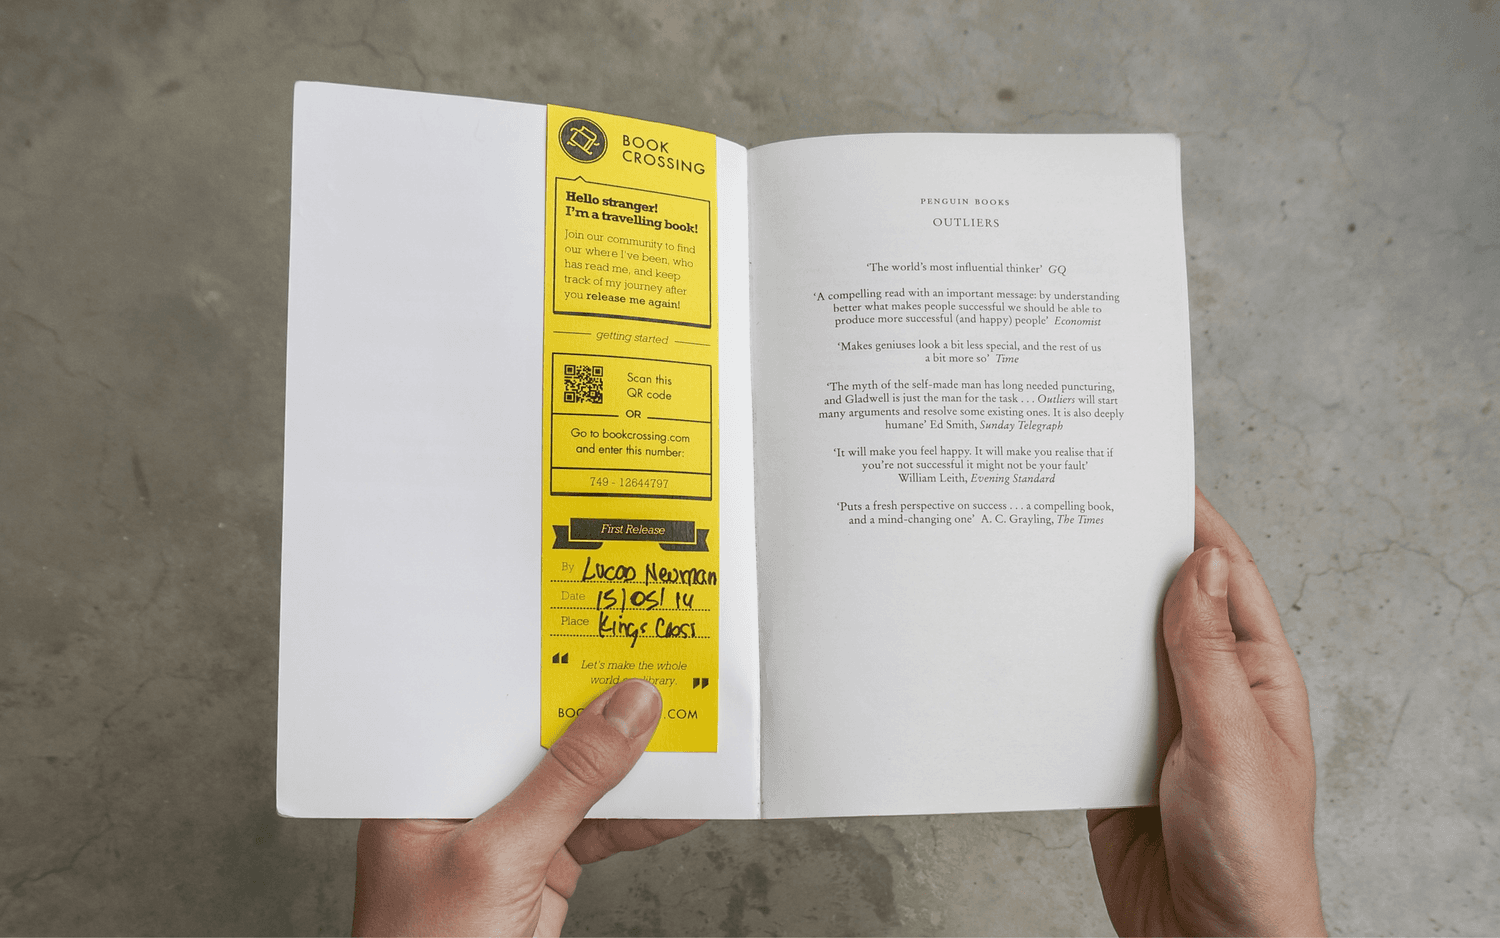 BOOK
CROSSING
Hello stranger!
I'm a travelling book!
Join our community to find
our where I've been, who
has read me, and keep
track of my journey after
you release me again!
getting started
Scan this
QR code
OR
Go to bookcrossing.com
and enter this number:
749 - 12644797
First Release
By Lucas Newman
Date 15/05/14
Place Kings Cross
“ Let's make the whole
world library. ”
.COM
PENGUIN BOOKS
OUTLIERS
‘The world's most influential thinker’ GQ
‘A compelling read with an important message: by understanding
better what makes people successful we should be able to
produce more successful (and happy) people’ Economist
‘Makes geniuses look a bit less special, and the rest of us
a bit more so’ Time
‘The myth of the self-made man has long needed puncturing,
and Gladwell is just the man for the task . . . Outliers will start
many arguments and resolve some existing ones. It is also deeply
humane’ Ed Smith, Sunday Telegraph
‘It will make you feel happy. It will make you realise that if
you're not successful it might not be your fault’
William Leith, Evening Standard
‘Puts a fresh perspective on success . . . a compelling book,
and a mind-changing one’ A. C. Grayling, The Times